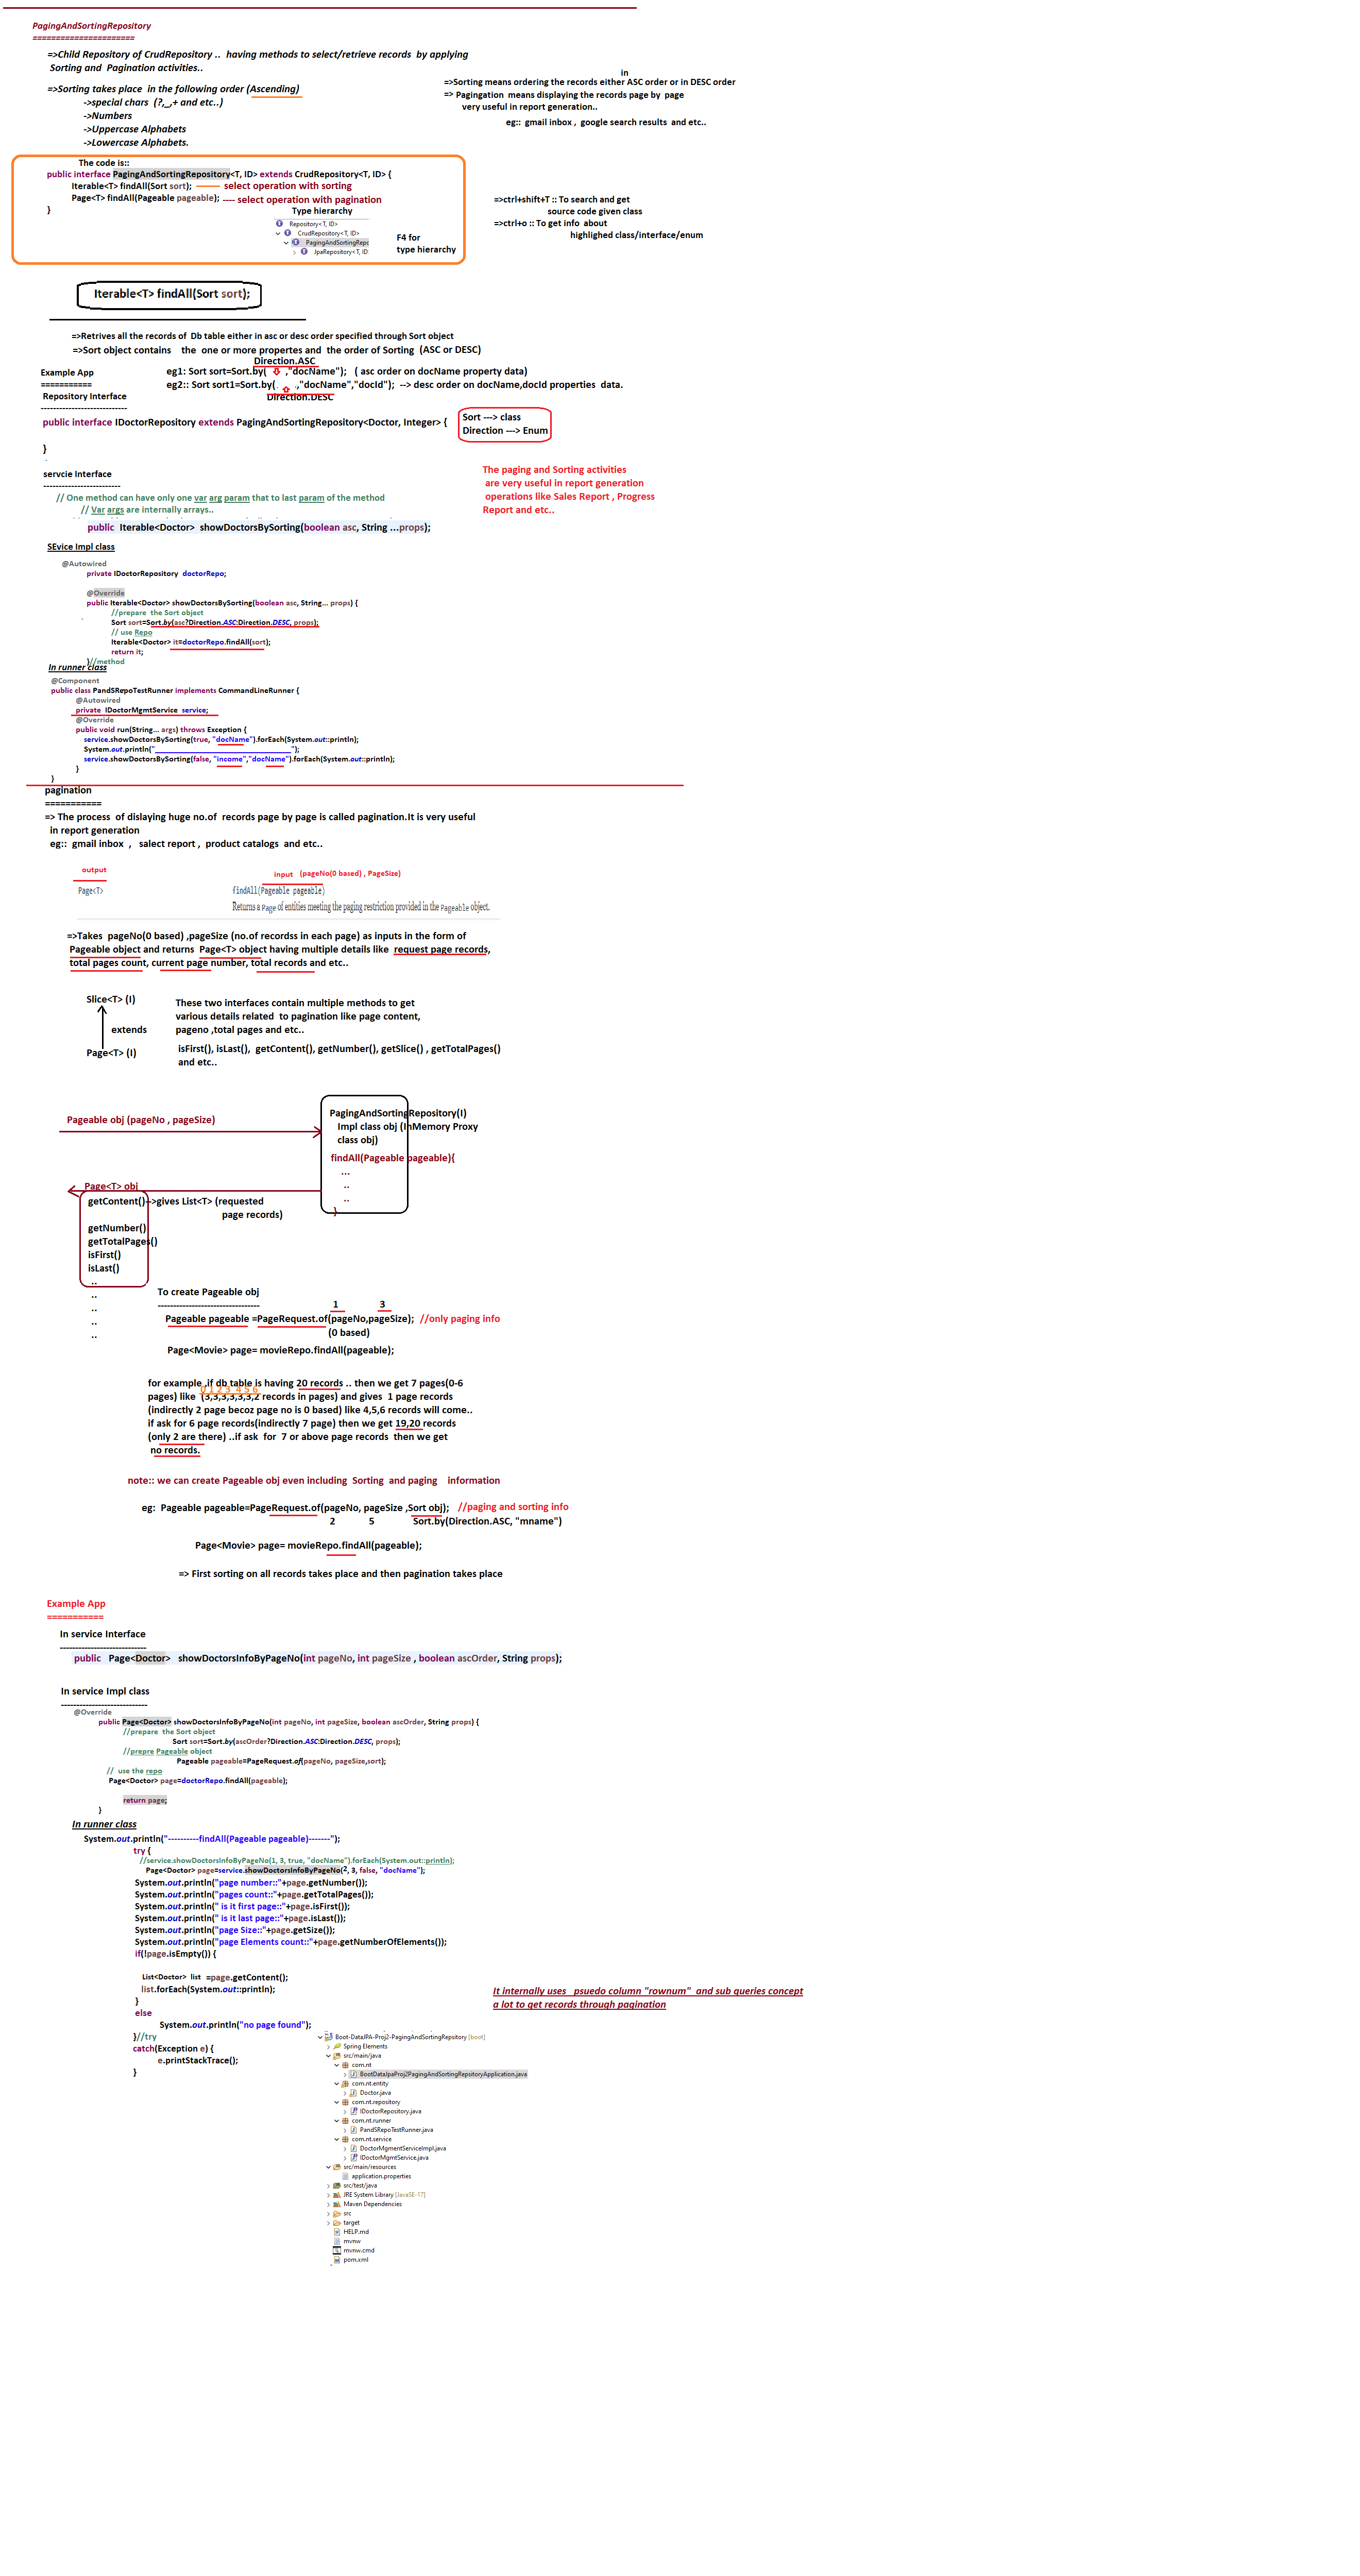 PagingAndSortingRepository
======================
=>Child Repository of CrudRepository .. having methods to select/retrieve records by applying
Sorting and Pagination activities..
=>Sorting takes place in the following order (Ascending)
->special chars (?,_,+ and etc..)
->Numbers
->Uppercase Alphabets
->Lowercase Alphabets.
in
=>Sorting means ordering the records either ASC order or in DESC order
=> Pagingation means displaying the records page by page
very useful in report generation..
eg:: gmail inbox , google search results and etc..
The code is::
public interface PagingAndSortingRepository<T, ID> extends CrudRepository<T, ID> {
Iterable<T> findAll(Sort sort); select operation with sorting
Page<T> findAll(Pageable pageable); ---- select operation with pagination
}
Type hierarchy
Repository<T, ID>
CrudRepository<T, ID>
PagingAndSortingRepo
JpaRepository<T, ID
F4 for
type hierarchy
=>ctrl+shift+T :: To search and get
source code given class
=>ctrl+o :: To get info about
highlighed class/interface/enum
Iterable<T> findAll(Sort sort);
=>Retrives all the records of Db table either in asc or desc order specified through Sort object
=>Sort object contains the one or more propertes and the order of Sorting (ASC or DESC)
Direction.ASC
eg1: Sort sort=Sort.by( ,"docName"); ( asc order on docName property data)
eg2:: Sort sort1=Sort.by( ,"docName","docId"); --> desc order on docName,docId properties data.
Direction.DESC
Example App
===========
Repository Interface
----------------------------
public interface IDoctorRepository extends PagingAndSortingRepository<Doctor, Integer> {
}
Sort ---> class
Direction ---> Enum
servcie Interface
-------------------------
// One method can have only one var arg param that to last param of the method
// Var args are internally arrays..
public Iterable<Doctor> showDoctorsBySorting(boolean asc, String ...props);
The paging and Sorting activities
are very useful in report generation
operations like Sales Report , Progress
Report and etc..
SEvice Impl class
@Autowired
private IDoctorRepository doctorRepo;
@Override
public Iterable<Doctor> showDoctorsBySorting(boolean asc, String... props) {
//prepare the Sort object
Sort sort=Sort.by(asc?Direction.ASC:Direction.DESC, props);
// use Repo
Iterable<Doctor> it=doctorRepo.findAll(sort);
return it;
}//method
In runner class
@Component
public class PandSRepoTestRunner implements CommandLineRunner {
@Autowired
private IDoctorMgmtService service;
@Override
public void run(String... args) throws Exception {
service.showDoctorsBySorting(true, "docName").forEach(System.out::println);
System.out.println("______________________________");
service.showDoctorsBySorting(false, "income","docName").forEach(System.out::println);
}
}
pagination
===========
=> The process of dislaying huge no.of records page by page is called pagination.It is very useful
in report generation
eg:: gmail inbox , salect report , product catalogs and etc..
output
input (pageNo(0 based) , PageSize)
Page<T> findAll(Pageable pageable)
Returns a Page of entities meeting the paging restriction provided in the Pageable object.
=>Takes pageNo(0 based) ,pageSize (no.of recordss in each page) as inputs in the form of
Pageable object and returns Page<T> object having multiple details like request page records,
total pages count, current page number, total records and etc..
Slice<T> (I)
extends
Page<T> (I)
These two interfaces contain multiple methods to get
various details related to pagination like page content,
pageno ,total pages and etc..
isFirst(), isLast(), getContent(), getNumber(), getSlice() , getTotalPages()
and etc..
Pageable obj (pageNo , pageSize)
PagingAndSortingRepository(I)
Impl class obj (InMemory Proxy
class obj)
findAll(Pageable pageable){
...
..
..
}
Page<T> obj
getContent()-->gives List<T> (requested
page records)
getNumber()
getTotalPages()
isFirst()
isLast()
..
..
..
..
..
To create Pageable obj
---------------------------------
1 3
Pageable pageable =PageRequest.of(pageNo,pageSize); //only paging info
(0 based)
Page<Movie> page= movieRepo.findAll(pageable);
for example ,if db table is having 20 records .. then we get 7 pages(0-6
0 1 2 3 4 5 6
pages) like (3,3,3,3,3,3,2 records in pages) and gives 1 page records
(indirectly 2 page becoz page no is 0 based) like 4,5,6 records will come..
if ask for 6 page records(indirectly 7 page) then we get 19,20 records
(only 2 are there) ..if ask for 7 or above page records then we get
no records.
note:: we can create Pageable obj even including Sorting and paging information
eg: Pageable pageable=PageRequest.of(pageNo, pageSize ,Sort obj); //paging and sorting info
2 5 Sort.by(Direction.ASC, "mname")
Page<Movie> page= movieRepo.findAll(pageable);
=> First sorting on all records takes place and then pagination takes place
Example App
===========
In service Interface
----------------------------
public Page<Doctor> showDoctorsInfoByPageNo(int pageNo, int pageSize , boolean ascOrder, String props);
In service Impl class
----------------------------
@Override
public Page<Doctor> showDoctorsInfoByPageNo(int pageNo, int pageSize, boolean ascOrder, String props) {
//prepare the Sort object
Sort sort=Sort.by(ascOrder?Direction.ASC:Direction.DESC, props);
//prepre Pageable object
Pageable pageable=PageRequest.of(pageNo, pageSize,sort);
// use the repo
Page<Doctor> page=doctorRepo.findAll(pageable);
return page;
}
In runner class
System.out.println("----------findAll(Pageable pageable)-------");
try {
//service.showDoctorsInfoByPageNo(1, 3, true, "docName").forEach(System.out::println);
Page<Doctor> page=service.showDoctorsInfoByPageNo(2, 3, false, "docName");
System.out.println("page number::"+page.getNumber());
System.out.println("pages count::"+page.getTotalPages());
System.out.println(" is it first page::"+page.isFirst());
System.out.println(" is it last page::"+page.isLast());
System.out.println("page Size::"+page.getSize());
System.out.println("page Elements count::"+page.getNumberOfElements());
if(!page.isEmpty()) {
List<Doctor> list =page.getContent();
list.forEach(System.out::println);
}
else
System.out.println("no page found");
}//try
catch(Exception e) {
e.printStackTrace();
}
It internally uses psuedo column "rownum" and sub queries concept
a lot to get records through pagination
Boot-DataJPA-Proj2-PagingAndSortingRepsitory [boot]
Spring Elements
src/main/java
com.nt
BootDataJpaProj2PagingAndSortingRepsitoryApplication.java
com.nt.entity
Doctor.java
com.nt.repository
IDoctorRepository.java
com.nt.runner
PandSRepoTestRunner.java
com.nt.service
DoctorMgmentServiceImpl.java
IDoctorMgmtService.java
src/main/resources
application.properties
src/test/java
JRE System Library [JavaSE-17]
Maven Dependencies
src
target
HELP.md
mvnw
mvnw.cmd
pom.xml